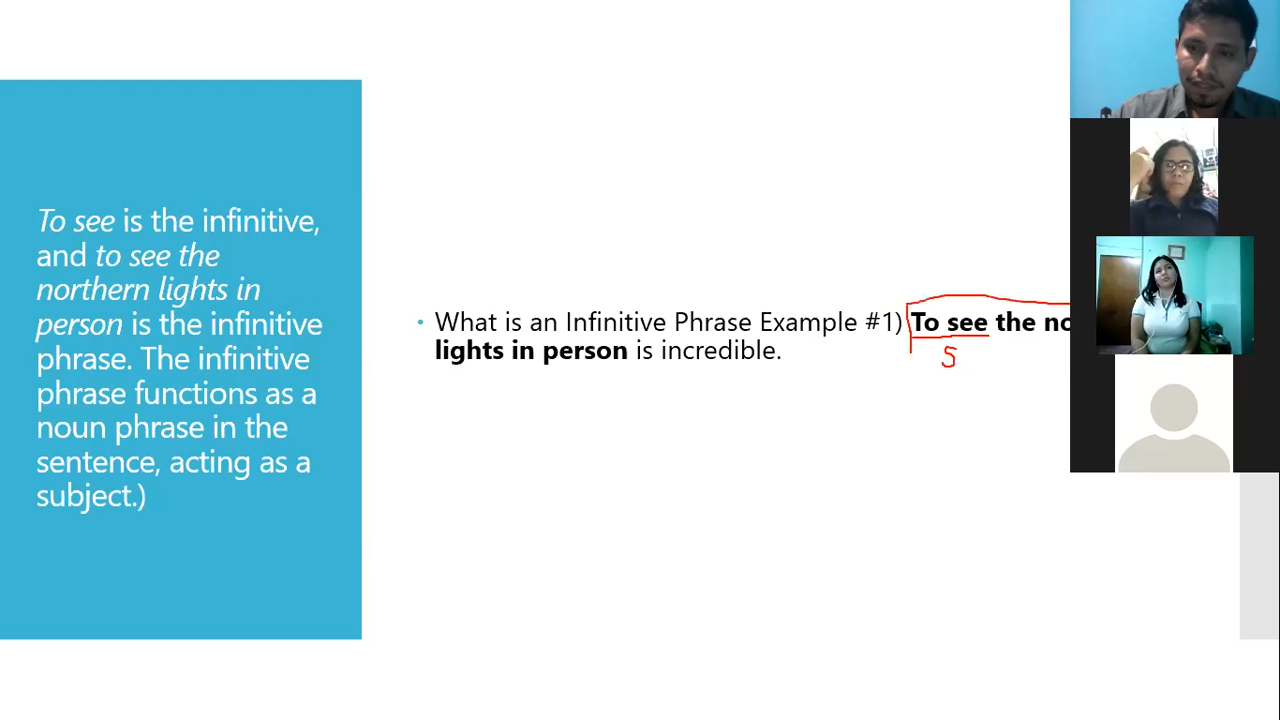 To see is the infinitive,
and to see the
northern lights in
person is the infinitive
phrase. The infinitive
phrase functions as a
noun phrase in the
sentence, acting as a
subject.)
What is an Infinitive Phrase Example #1) To see the no
lights in person is incredible.
S